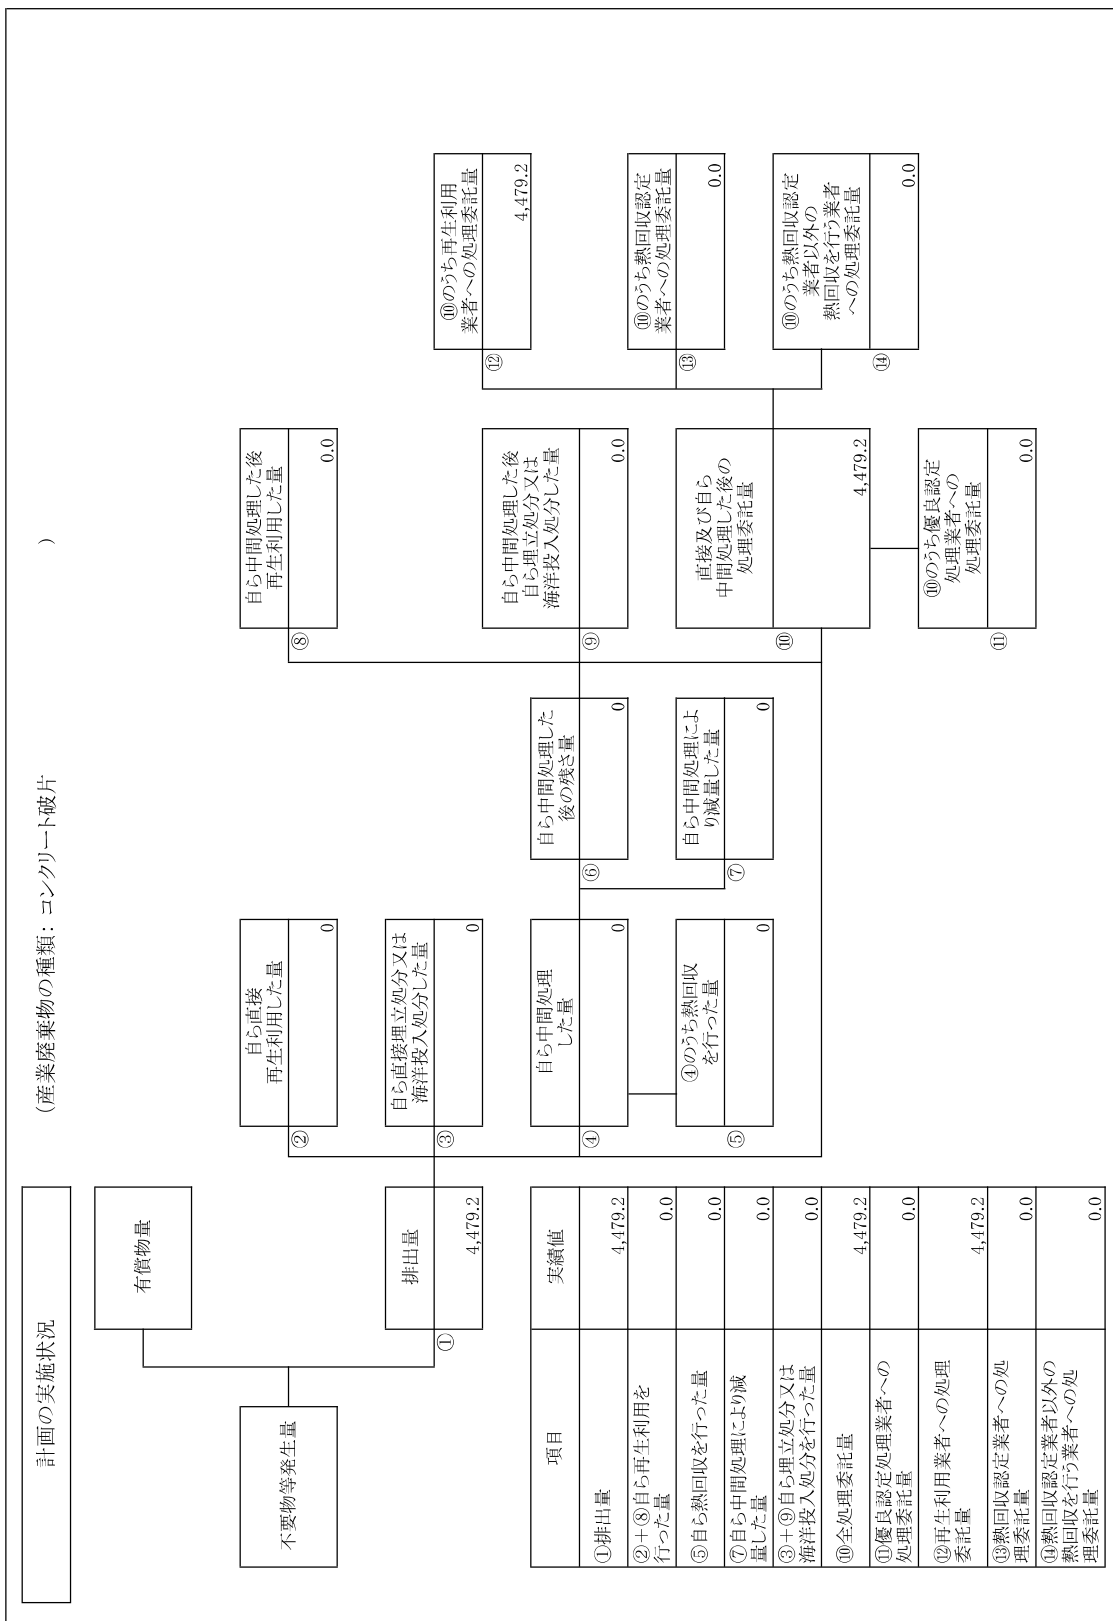 計画の実施状況
(産業廃棄物の種類：コンクリート破片
)
不要物等発生量
有償物量
①
排出量
4,479.2
②
自ら直接
再生利用した量
0
③
自ら直接埋立処分又は
海洋投入処分した量
0
④
自ら中間処理
した量
0
⑤
④のうち熱回収
を行った量
0
⑥
自ら中間処理した
後の残さ量
0
⑦
自ら中間処理によ
り減量した量
0
⑧
自ら中間処理した後
再生利用した量
0.0
⑨
自ら中間処理した後
自ら埋立処分又は
海洋投入処分した量
0.0
⑩
直接及び自ら
中間処理した後の
処理委託量
4,479.2
⑪
⑩のうち優良認定
処理業者への
処理委託量
0.0
⑫
⑩のうち再生利用
業者への処理委託量
4,479.2
⑬
⑩のうち熱回収認定
業者への処理委託量
0.0
⑭
⑩のうち熱回収認定
業者以外の
熱回収を行う業者
への処理委託量
0.0
項目
実績値
①排出量
4,479.2
②＋⑧自ら再生利用を
行った量
0.0
⑤自ら熱回収を行った量
0.0
⑦自ら中間処理により減
量した量
0.0
③＋⑨自ら埋立処分又は
海洋投入処分を行った量
0.0
⑩全処理委託量
4,479.2
⑪優良認定処理業者への
処理委託量
0.0
⑫再生利用業者への処理
委託量
4,479.2
⑬熱回収認定業者への処
理委託量
0.0
⑭熱回収認定業者以外の
熱回収を行う業者への処
理委託量
0.0